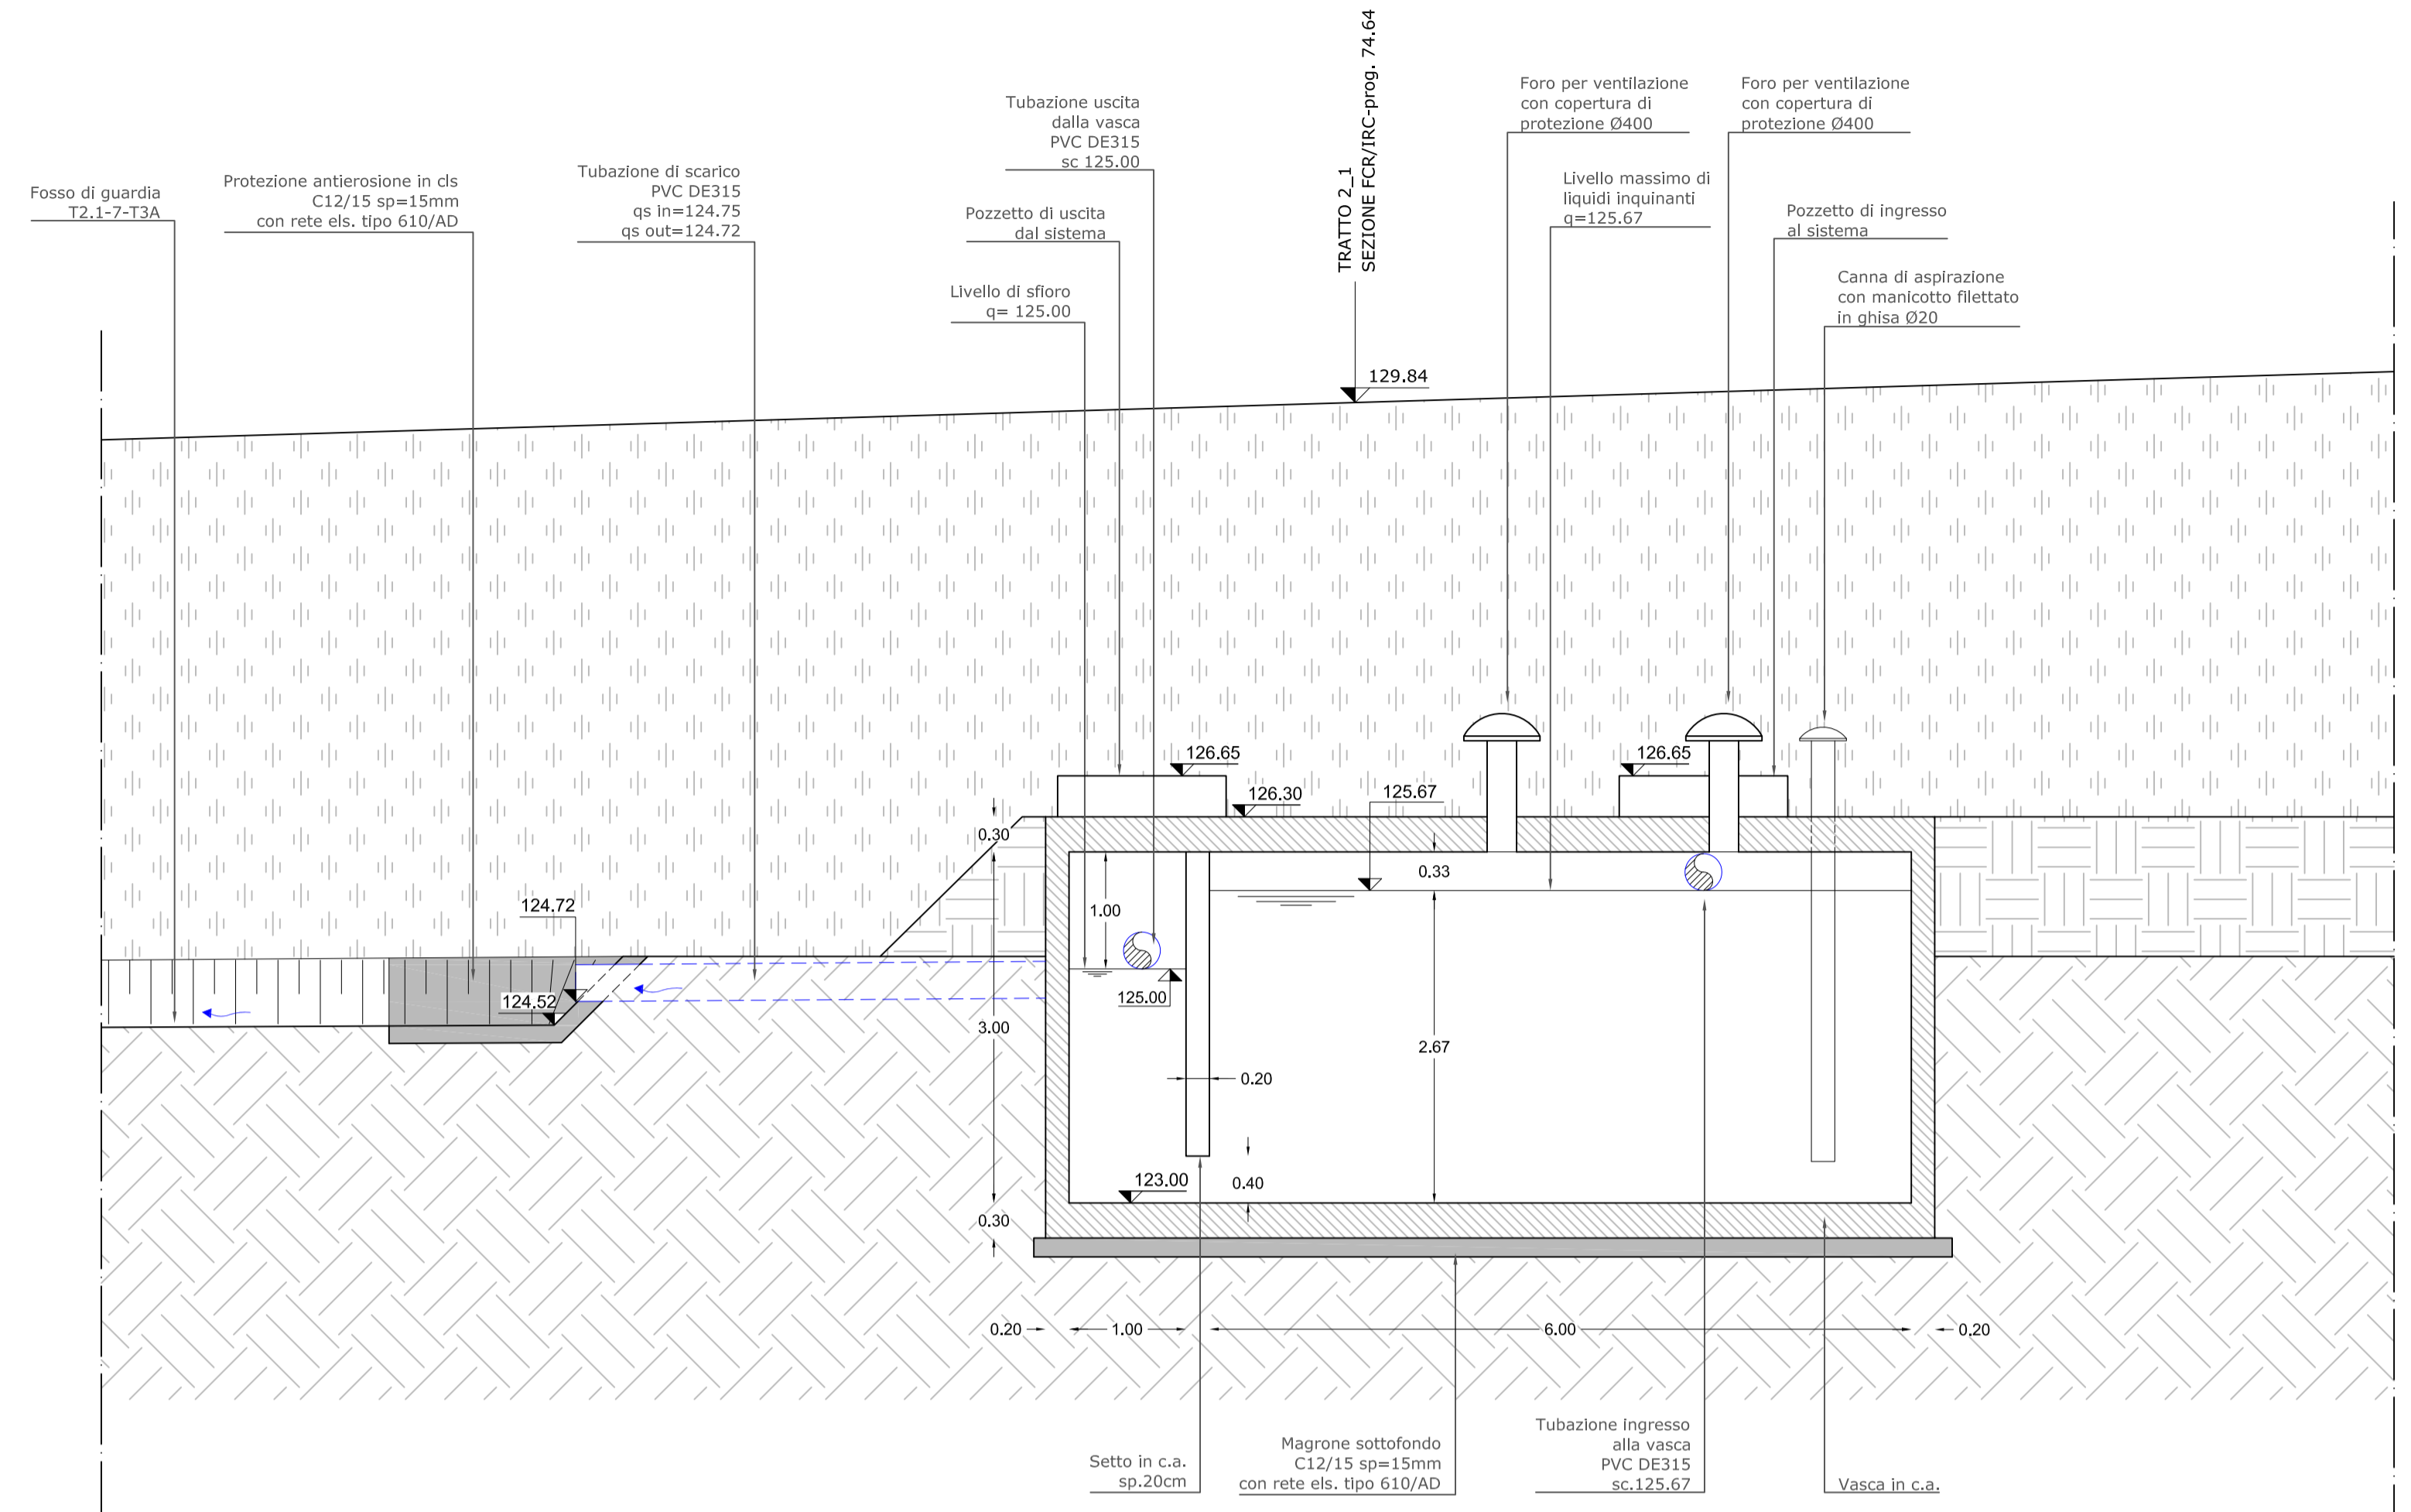 TRATTO 2_1
SEZIONE FCR/IRC-prog. 74.64
Fosso di guardia
T2.1-7-T3A
Protezione antierosione in cls
C12/15 sp=15mm
con rete els. tipo 610/AD
Tubazione di scarico
PVC DE315
qs in=124.75
qs out=124.72
Tubazione uscita
dalla vasca
PVC DE315
sc 125.00
Pozzetto di uscita
dal sistema
Livello di sfioro
q= 125.00
Foro per ventilazione
con copertura di
protezione Ø400
Foro per ventilazione
con copertura di
protezione Ø400
Livello massimo di
liquidi inquinanti
q=125.67
Pozzetto di ingresso
al sistema
Canna di aspirazione
con manicotto filettato
in ghisa Ø20
129.84
126.65
126.65
126.30
125.67
0.30
0.33
1.00
124.72
124.52
125.00
3.00
2.67
0.20
123.00
0.40
0.30
0.20
1.00
6.00
0.20
Setto in c.a.
sp.20cm
Magrone sottofondo
C12/15 sp=15mm
con rete els. tipo 610/AD
Tubazione ingresso
alla vasca
PVC DE315
sc.125.67
Vasca in c.a.